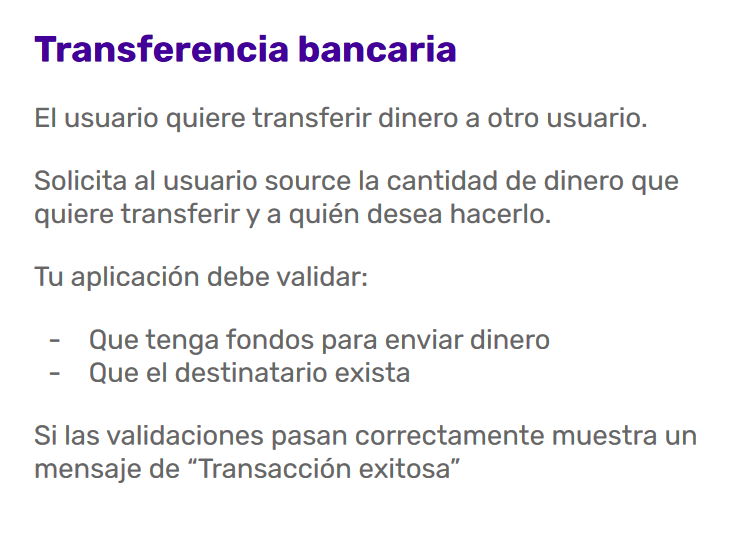 Transferencia bancaria
El usuario quiere transferir dinero a otro usuario.
Solicita al usuario source la cantidad de dinero que
quiere transferir y a quién desea hacerlo.
Tu aplicación debe validar:
- Que tenga fondos para enviar dinero
- Que el destinatario exista
Si las validaciones pasan correctamente muestra un
mensaje de “Transacción exitosa”